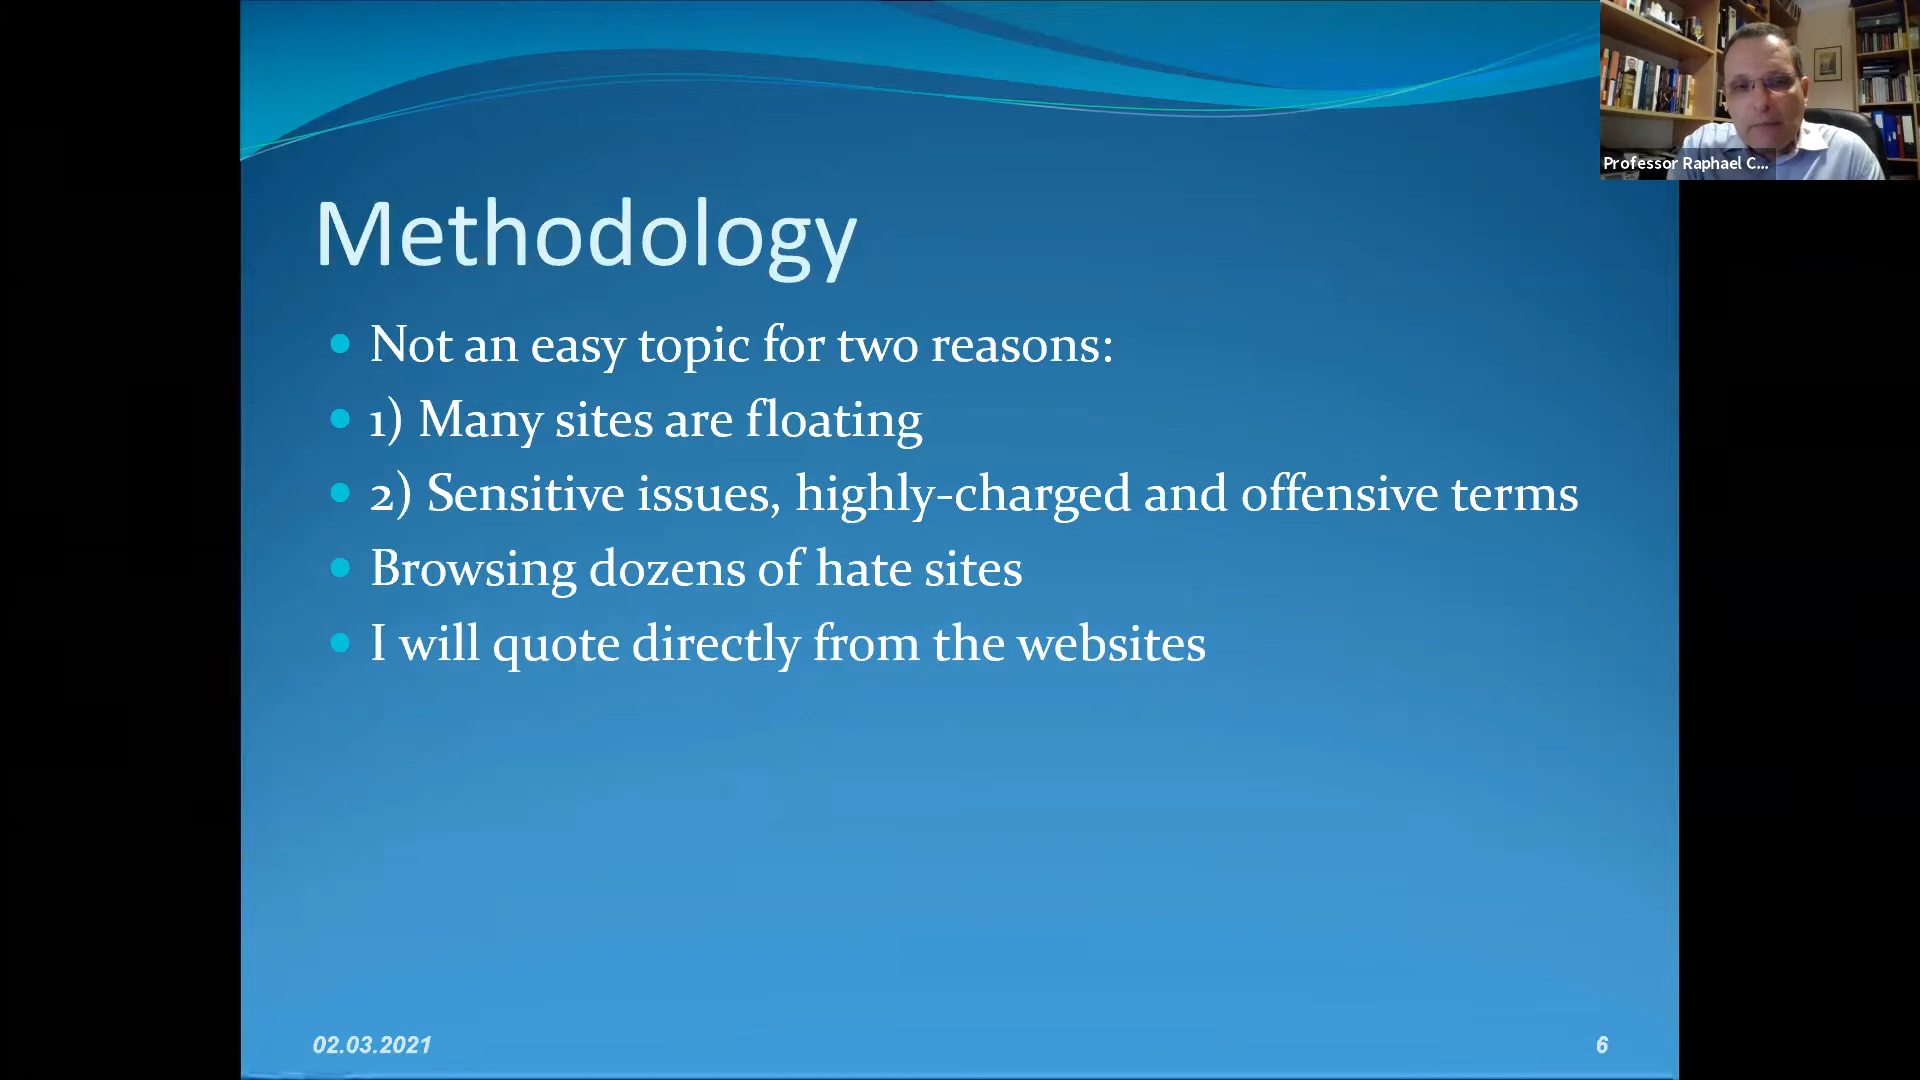 Professor Raphael C...
Methodology
Not an easy topic for two reasons:
1) Many sites are floating
2) Sensitive issues, highly-charged and offensive terms
Browsing dozens of hate sites
I will quote directly from the websites
02.03.2021
6